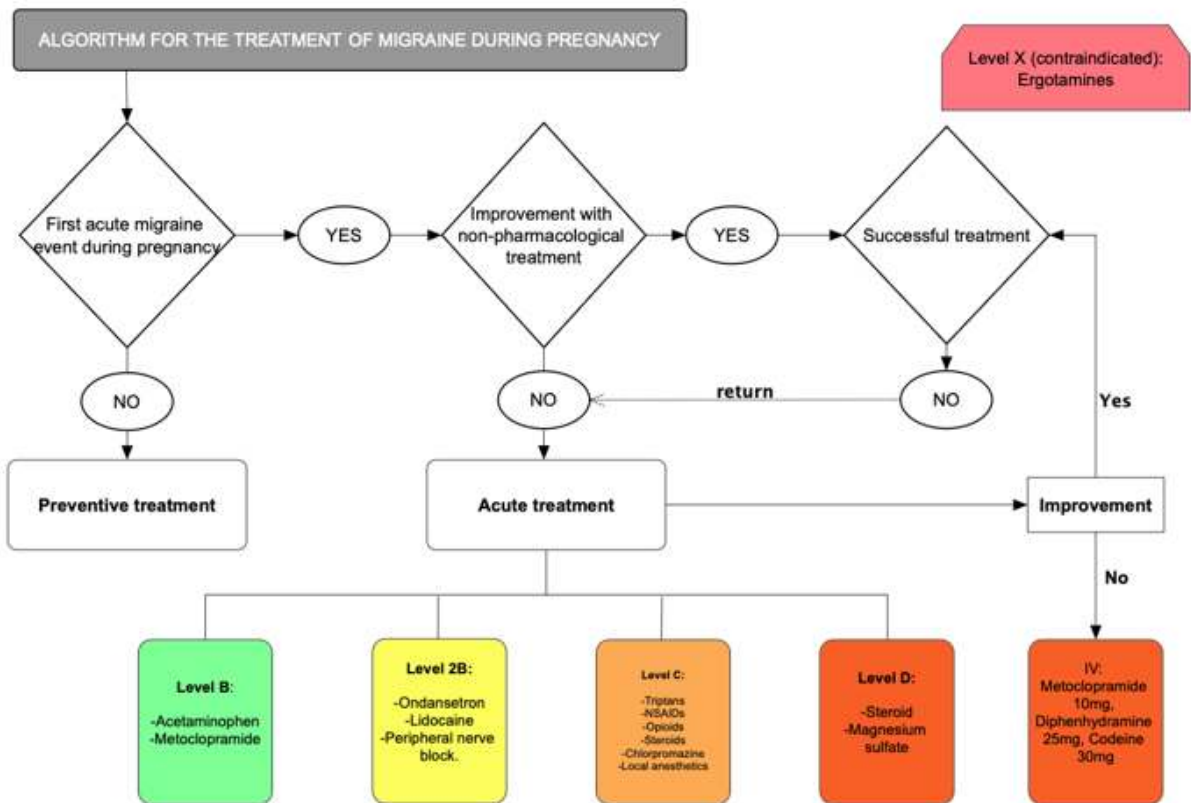 ALGORITHM FOR THE TREATMENT OF MIGRAINE DURING PREGNANCY
Level X (contraindicated):
Ergotamines
First acute migraine
event during pregnancy
YES
Improvement with
non-pharmacological
treatment
YES
Successful treatment
NO
NO
return
NO
Yes
Preventive treatment
Acute treatment
Improvement
No
Level B:
-Acetaminophen
-Metoclopramide
Level 2B:
-Ondansetron
-Lidocaine
-Peripheral nerve
block.
Level C:
-Triptans
-NSAIDs
-Opioids
-Steroids
-Chlorpromazine
-Local anesthetics
Level D:
-Steroid
-Magnesium
sulfate
IV:
Metoclopramide
10mg,
Diphenhydramine
25mg, Codeine
30mg